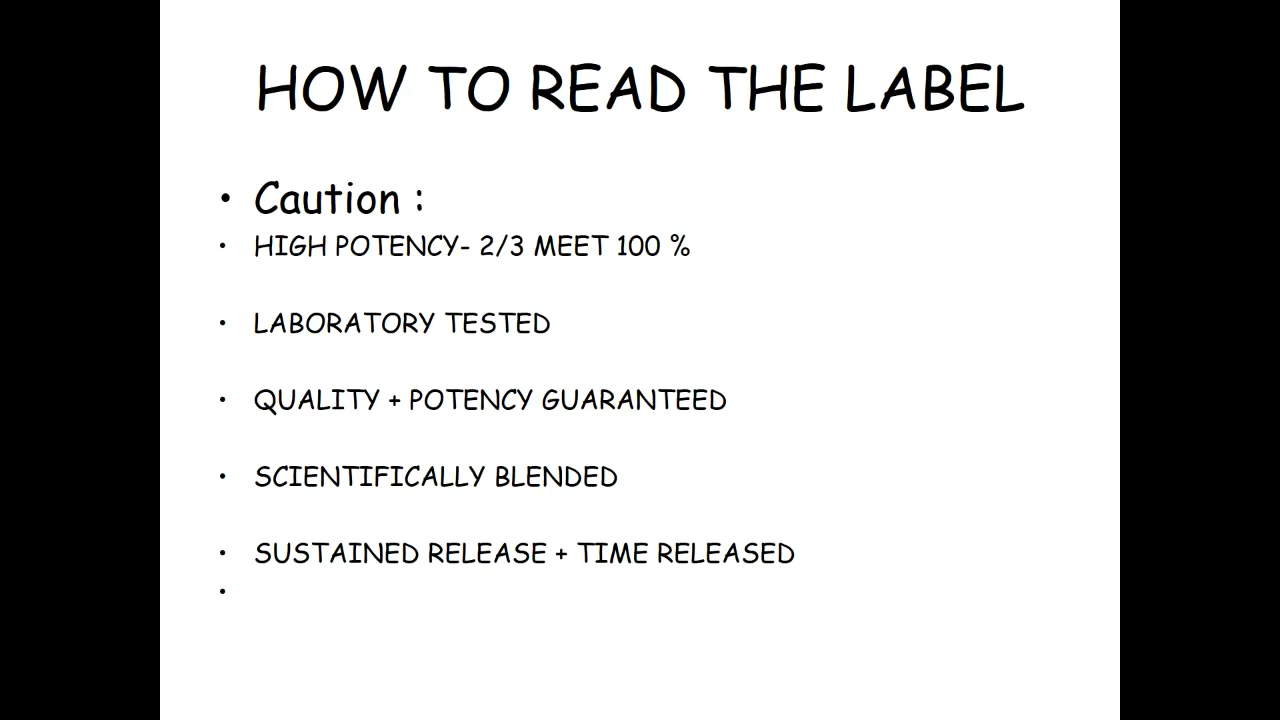 HOW TO READ THE LABEL
• Caution :
• HIGH POTENCY- 2/3 MEET 100 %
• LABORATORY TESTED
• QUALITY + POTENCY GUARANTEED
• SCIENTIFICALLY BLENDED
• SUSTAINED RELEASE + TIME RELEASED
•